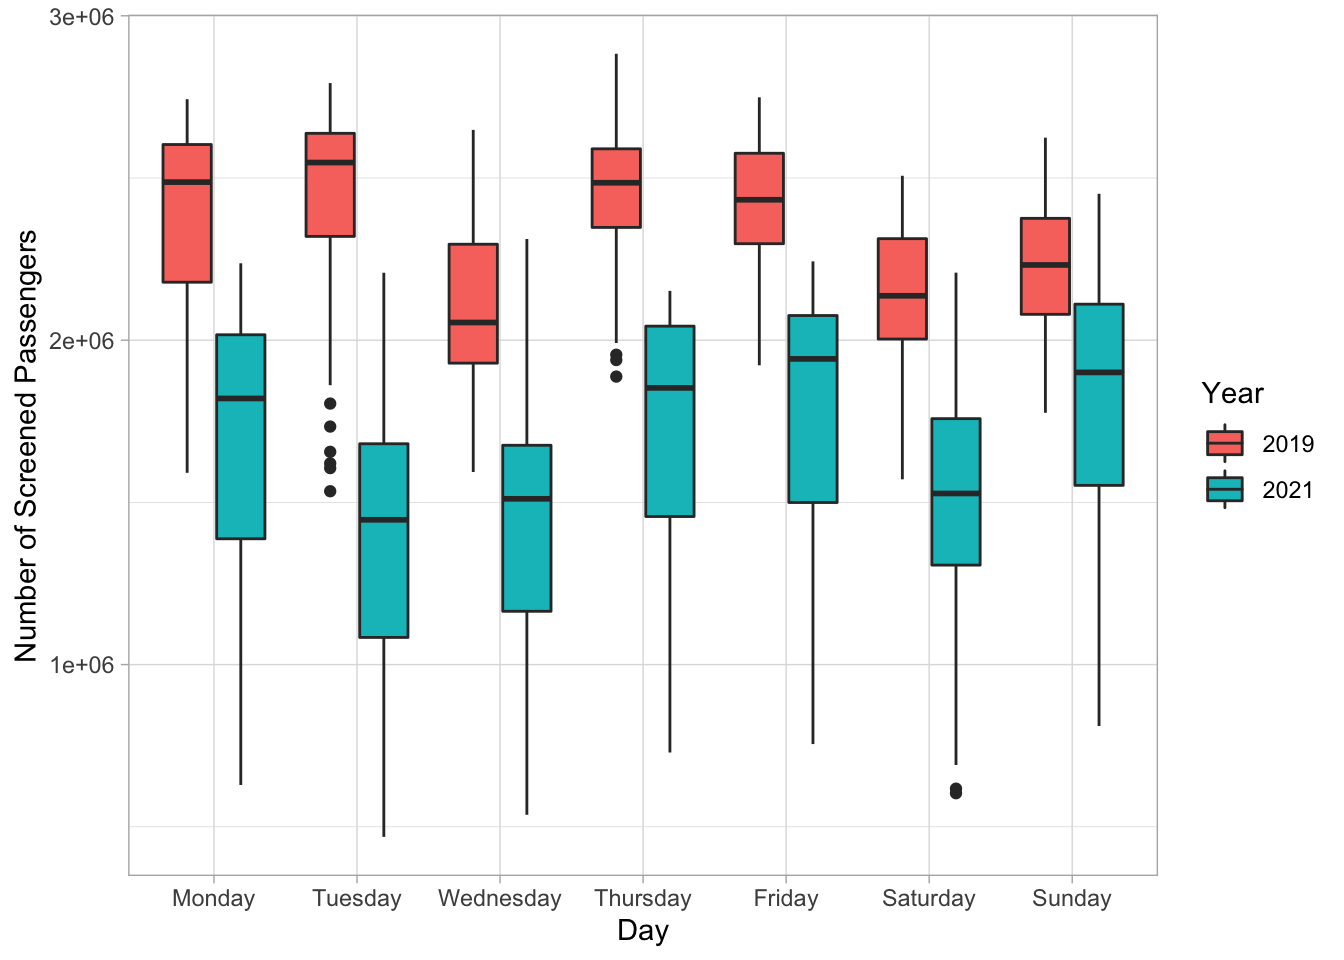 3e+06
2e+06
1e+06
Number of Screened Passengers
Monday
Tuesday
Wednesday
Thursday
Friday
Saturday
Sunday
Day
Year
2019
2021